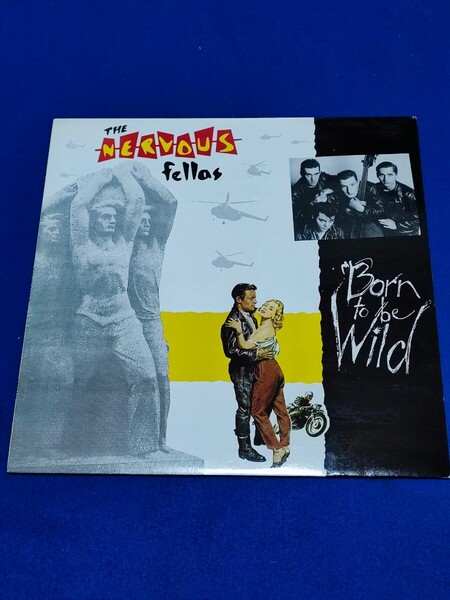 THE
NERVOUS
fellas
Born
to be
Wild